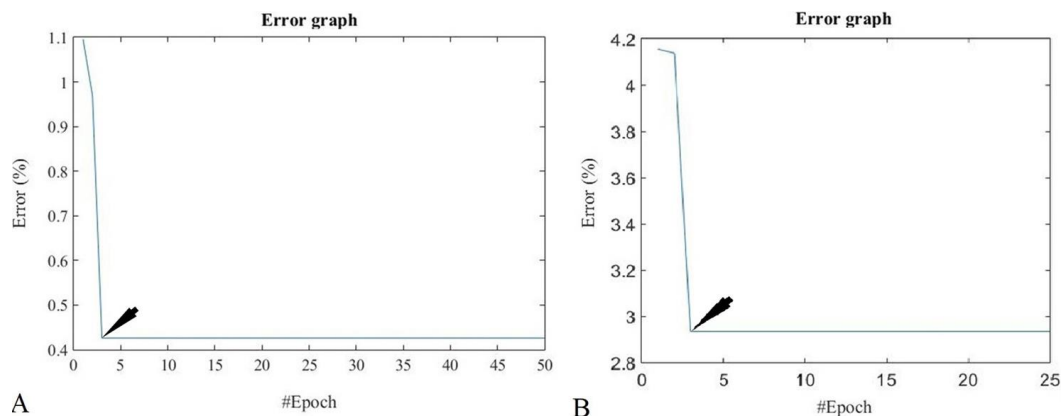 Error graph
1.1
1
0.9
0.8
0.7
0.6
0.5
0.4
0 5 10 15 20 25 30 35 40 45 50
Error (%)
#Epoch
A
Error graph
4.2
4
3.8
3.6
3.4
3.2
3
2.8
0 5 10 15 20 25
Error (%)
#Epoch
B